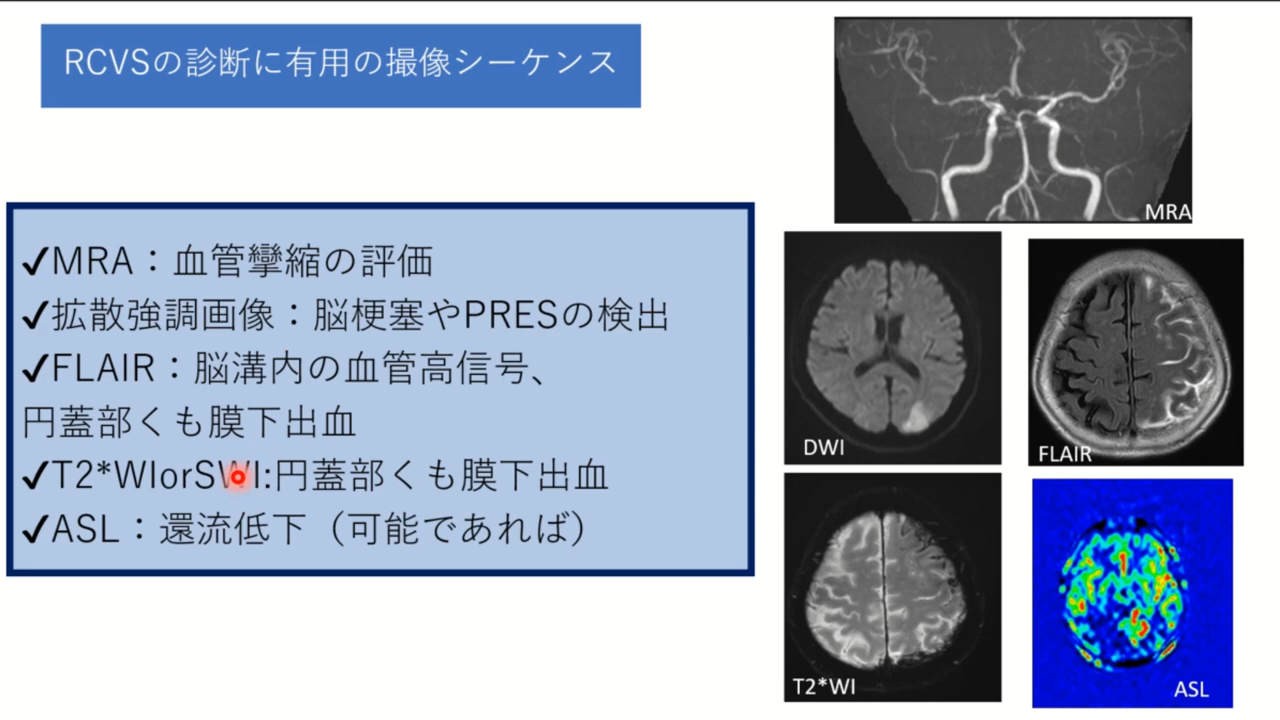 RCVSの診断に有用の撮像シーケンス
✓MRA：血管攣縮の評価
✓拡散強調画像：脳梗塞やPRESの検出
✓FLAIR：脳溝内の血管高信号、
円蓋部くも膜下出血
✓T2*WIorSWI:円蓋部くも膜下出血
✓ASL：還流低下（可能であれば）
MRA
DWI
FLAIR
T2*WI
ASL